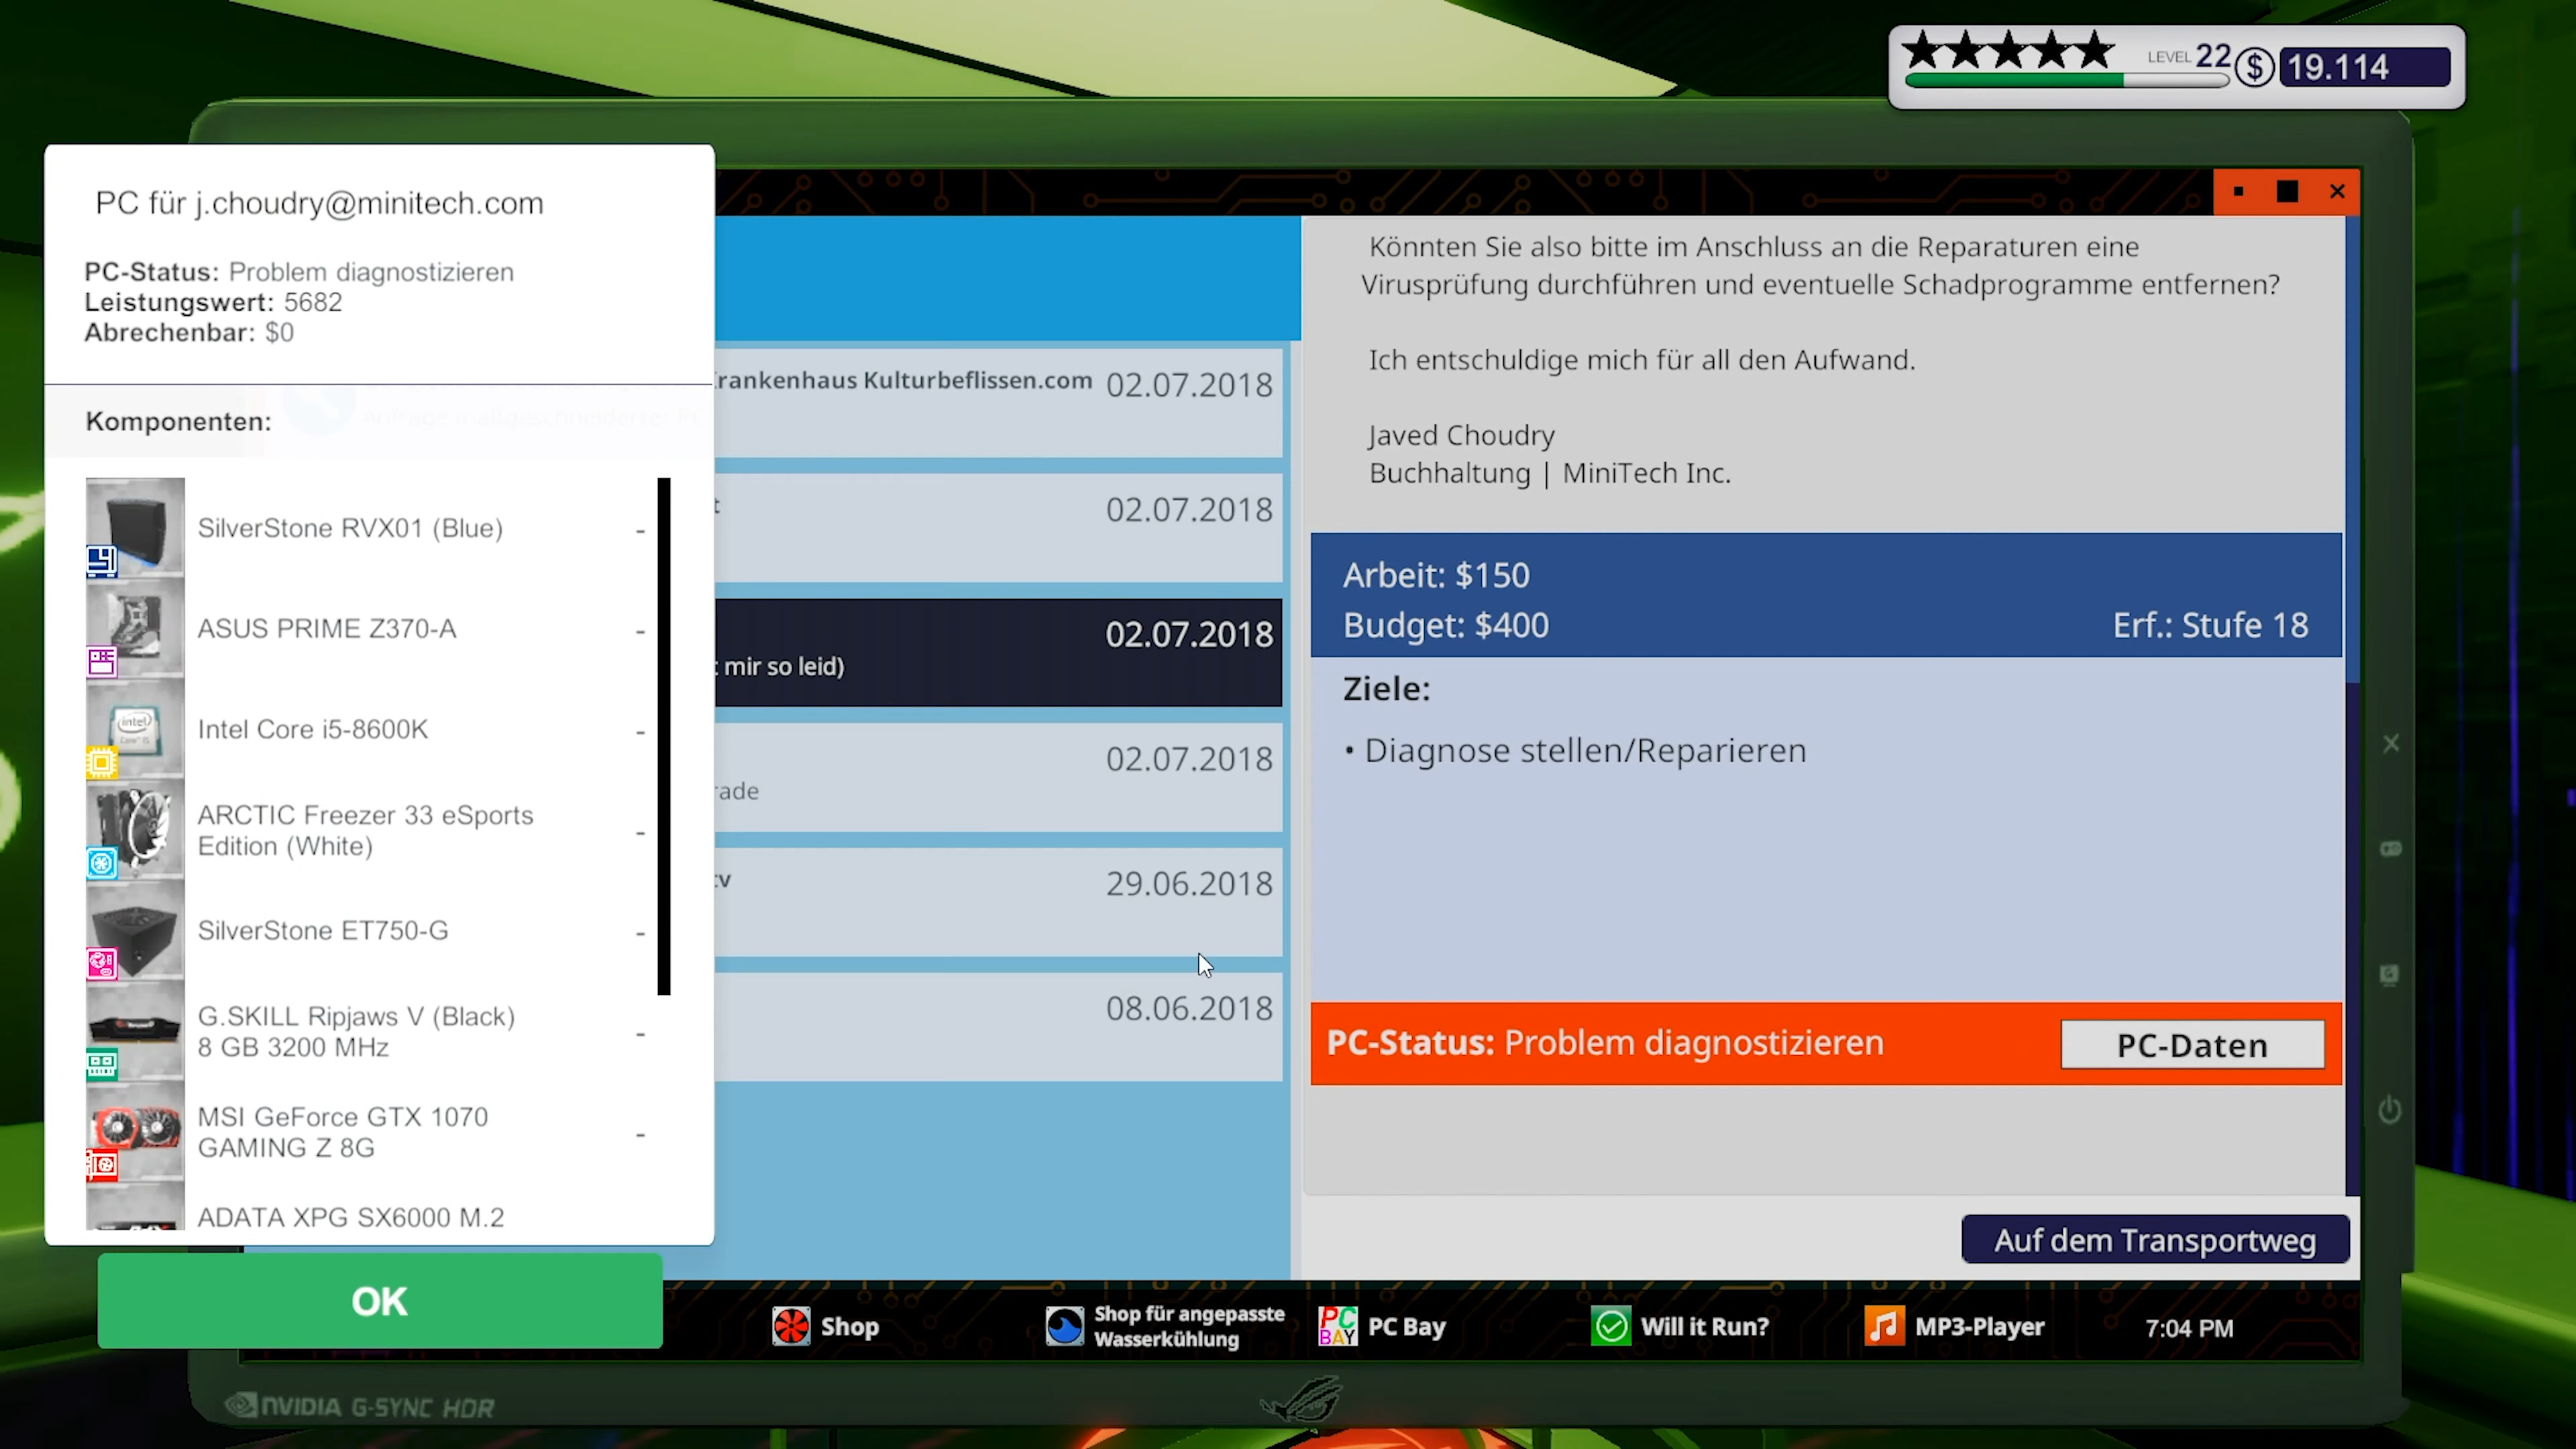 LEVEL 22 $ 19.114
PC für j.choudry@minitech.com
PC-Status: Problem diagnostizieren
Leistungswert: 5682
Abrechenbar: $0
Komponenten:
SilverStone RVX01 (Blue) -
ASUS PRIME Z370-A -
Intel Core i5-8600K -
ARCTIC Freezer 33 eSports
Edition (White) -
SilverStone ET750-G -
G.SKILL Ripjaws V (Black)
8 GB 3200 MHz -
MSI GeForce GTX 1070
GAMING Z 8G -
ADATA XPG SX6000 M.2
OK
Krankenhaus Kulturbeflissen.com 02.07.2018
t 02.07.2018
02.07.2018
mir so leid)
02.07.2018
rade
tv 29.06.2018
08.06.2018
Könnten Sie also bitte im Anschluss an die Reparaturen eine
Virusprüfung durchführen und eventuelle Schadprogramme entfernen?
Ich entschuldige mich für all den Aufwand.
Javed Choudry
Buchhaltung | MiniTech Inc.
Arbeit: $150
Budget: $400 Erf.: Stufe 18
Ziele:
• Diagnose stellen/Reparieren
PC-Status: Problem diagnostizieren PC-Daten
Auf dem Transportweg
Shop
Shop für angepasste
Wasserkühlung
PC BAY
PC Bay
Will it Run?
MP3-Player
7:04 PM
NVIDIA G-SYNC HDR